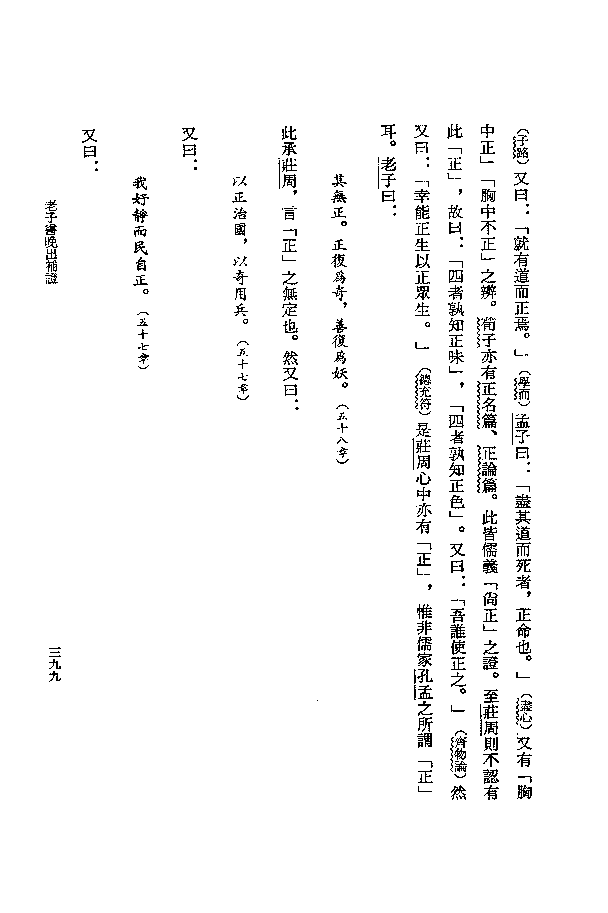 （子路）又曰：「就有道而正焉。」（學而）孟子曰：「盡其道而死者，正命也。」（盡心）又有「胸
中正」「胸中不正」之辨。荀子亦有正名篇、正論篇。此皆儒義「尚正」之證。至莊周則不認有
此「正」，故曰：「四者孰知正味」，「四者孰知正色」。又曰：「吾誰使正之。」（齊物論）然
又曰：「幸能正生以正眾生。」（德充符）是莊周心中亦有「正」，惟非儒家孔孟之所謂「正」
耳。老子曰：
其無正。正復為奇，善復為妖。（五十八章）
此承莊周，言「正」之無定也。然又曰：
以正治國，以奇用兵。（五十七章）
又曰：
我好靜而民自正。（五十七章）
又曰：
老子書晚出補證
三九九